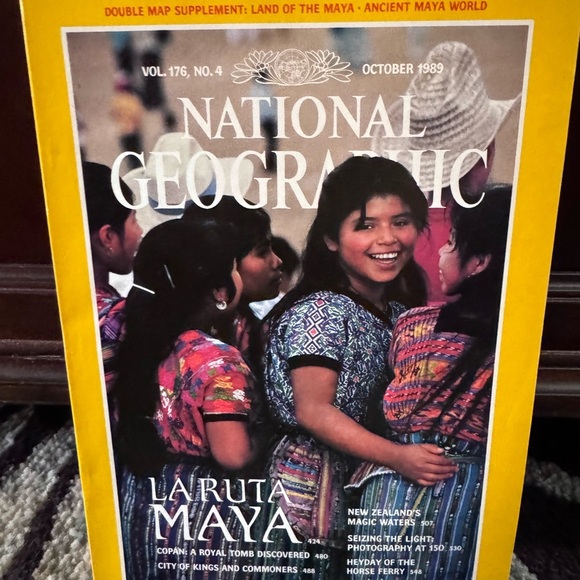 DOUBLE MAP SUPPLEMENT: LAND OF THE MAYA · ANCIENT MAYA WORLD
VOL. 176, NO. 4
OCTOBER 1989
NATIONAL
GEOGRAPHIC
LA RUTA
MAYA 424
COPÁN: A ROYAL TOMB DISCOVERED 480
CITY OF KINGS AND COMMONERS 488
NEW ZEALAND'S
MAGIC WATERS 507
SEIZING THE LIGHT:
PHOTOGRAPHY AT 150 530
HEYDAY OF THE
HORSE FERRY 548